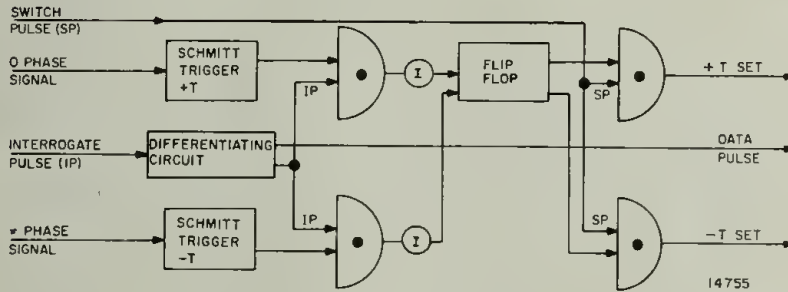 SWITCH
PULSE (SP)
O PHASE
SIGNAL
SCHMITT
TRIGGER
+T
IP
I
FLIP
FLOP
SP
+T SET
INTERROGATE
PULSE (IP)
DIFFERENTIATING
CIRCUIT
DATA
PULSE
π PHASE
SIGNAL
SCHMITT
TRIGGER
-T
IP
I
SP
-T SET
14755